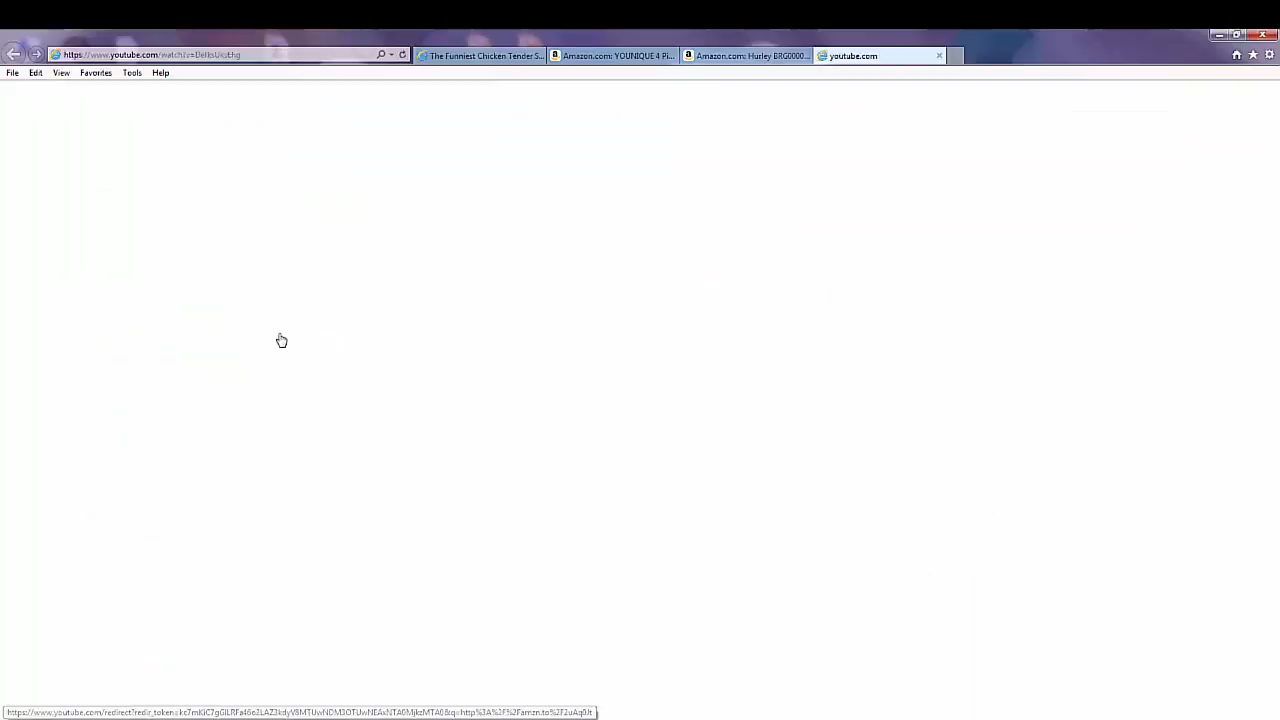 https://www.youtube.com/watch?v=
The Funniest Chicken Tender S...
Amazon.com: YOUNIQUE 4 Pi...
Amazon.com: Hurley BRG0000...
youtube.com
File Edit View Favorites Tools Help